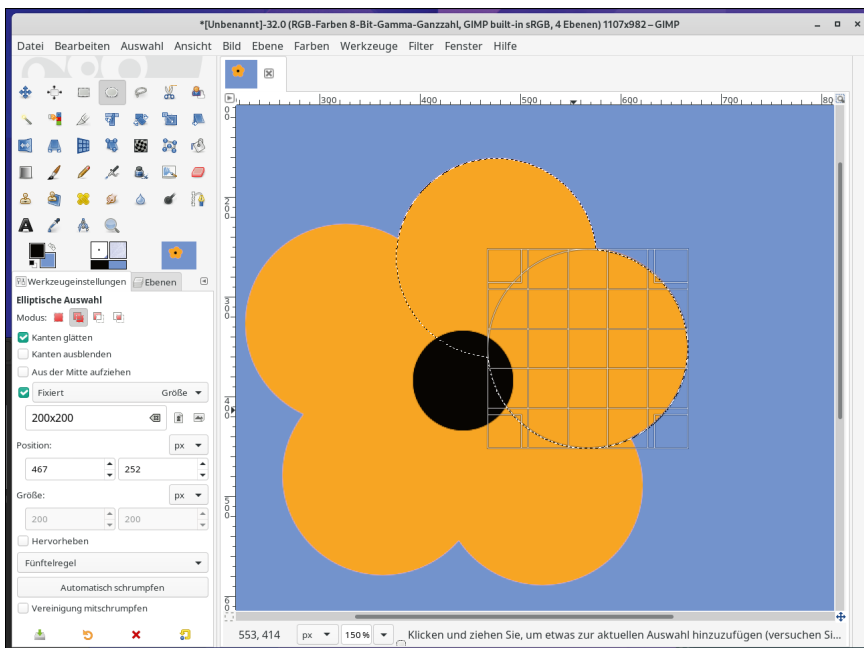 *[Unbenannt]-32.0 (RGB-Farben 8-Bit-Gamma-Ganzzahl, GIMP built-in sRGB, 4 Ebenen) 1107x982 – GIMP
Datei Bearbeiten Auswahl Ansicht Bild Ebene Farben Werkzeuge Filter Fenster Hilfe
300 400 500 600 700 80
Werkzeugeinstellungen Ebenen
Elliptische Auswahl
Modus:
Kanten glätten
Kanten ausblenden
Aus der Mitte aufziehen
Fixiert Größe
200x200
Position: px
467 252
Größe: px
200 200
Hervorheben
Fünftelregel
Automatisch schrumpfen
Vereinigung mitschrumpfen
553, 414 px 150 % Klicken und ziehen Sie, um etwas zur aktuellen Auswahl hinzuzufügen (versuchen Si...